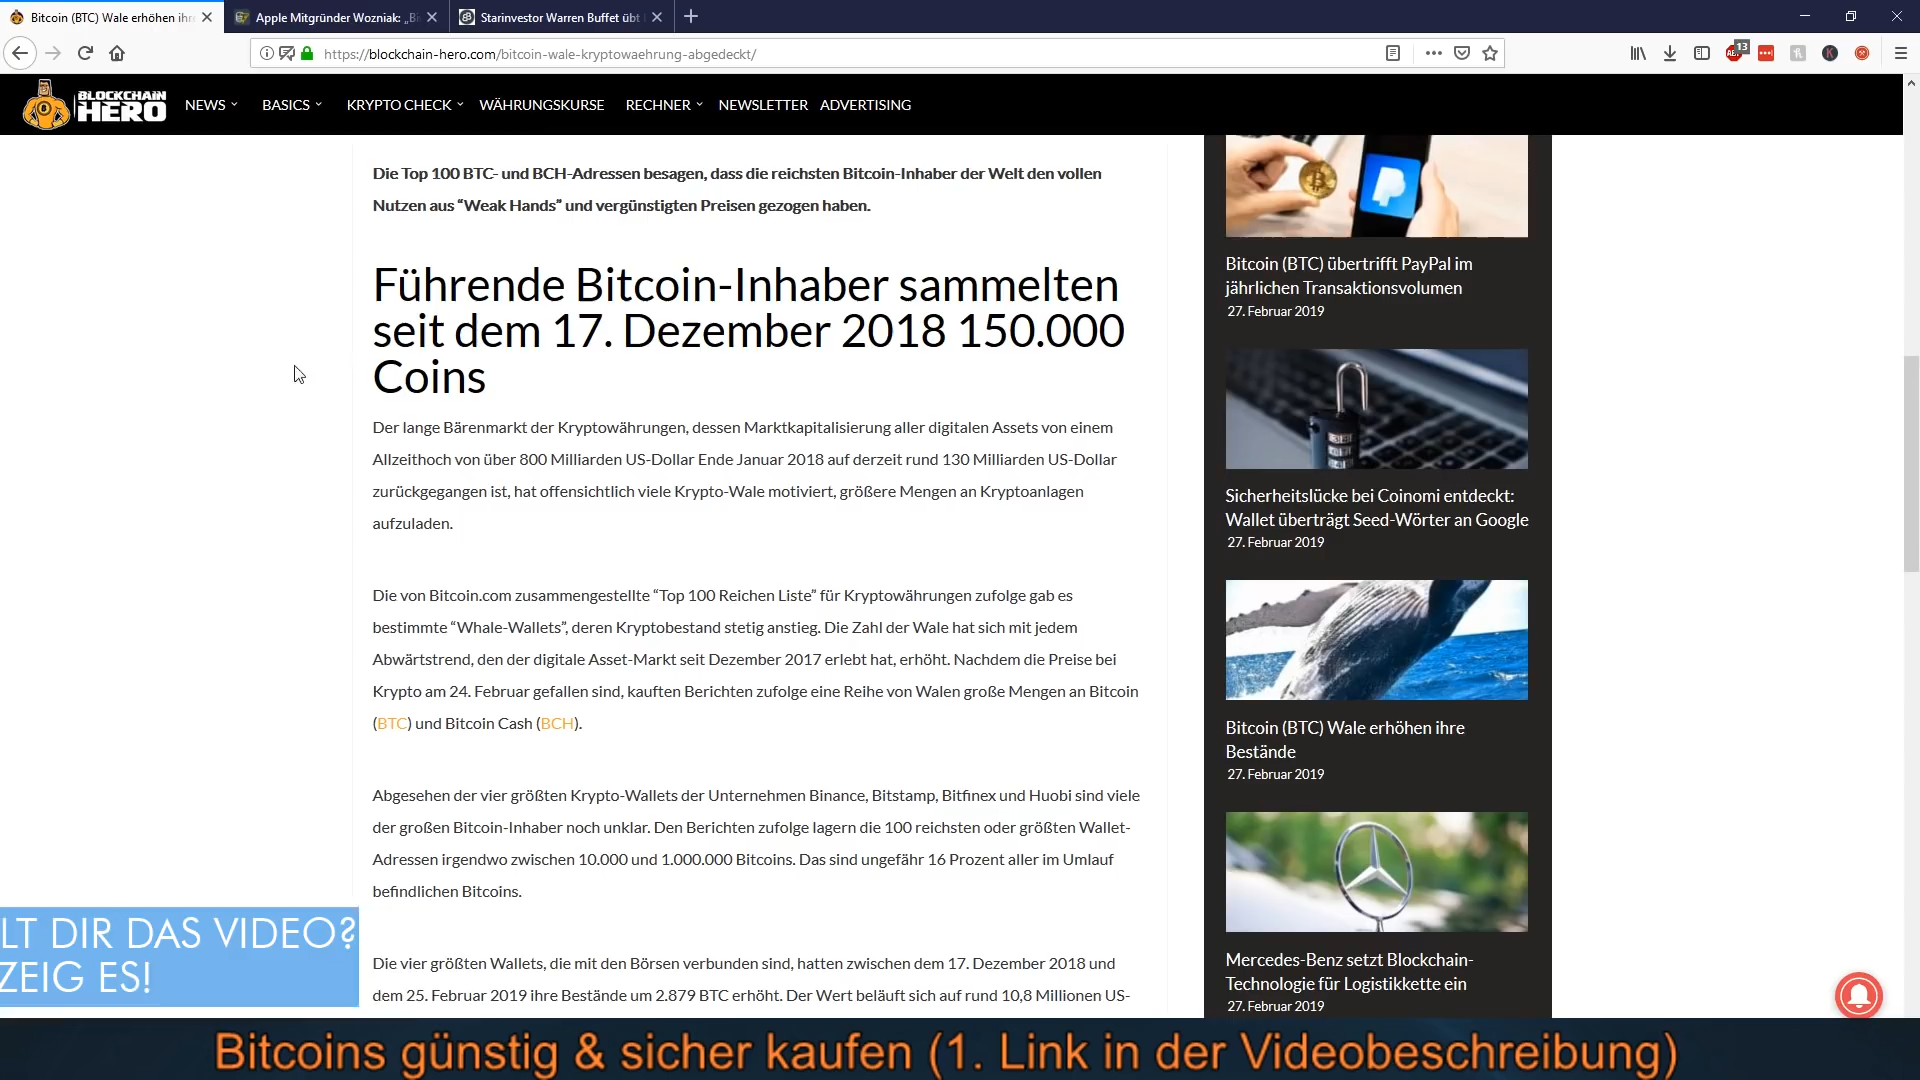 Bitcoin (BTC) Wale erhöhen ihre
Apple Mitgründer Wozniak: „B
Starinvestor Warren Buffet übt
https://blockchain-hero.com/bitcoin-wale-kryptowaehrung-abgedeckt/
13
BLOCKCHAIN
HERO
NEWS
BASICS
KRYPTO CHECK
WÄHRUNGSKURSE
RECHNER
NEWSLETTER
ADVERTISING
Die Top 100 BTC- und BCH-Adressen besagen, dass die reichsten Bitcoin-Inhaber der Welt den vollen
Nutzen aus “Weak Hands” und vergünstigten Preisen gezogen haben.
Führende Bitcoin-Inhaber sammelten
seit dem 17. Dezember 2018 150.000
Coins
Der lange Bärenmarkt der Kryptowährungen, dessen Marktkapitalisierung aller digitalen Assets von einem
Allzeithoch von über 800 Milliarden US-Dollar Ende Januar 2018 auf derzeit rund 130 Milliarden US-Dollar
zurückgegangen ist, hat offensichtlich viele Krypto-Wale motiviert, größere Mengen an Kryptoanlagen
aufzuladen.
Die von Bitcoin.com zusammengestellte “Top 100 Reichen Liste” für Kryptowährungen zufolge gab es
bestimmte “Whale-Wallets”, deren Kryptobestand stetig anstieg. Die Zahl der Wale hat sich mit jedem
Abwärtstrend, den der digitale Asset-Markt seit Dezember 2017 erlebt hat, erhöht. Nachdem die Preise bei
Krypto am 24. Februar gefallen sind, kauften Berichten zufolge eine Reihe von Walen große Mengen an Bitcoin
(BTC) und Bitcoin Cash (BCH).
Abgesehen der vier größten Krypto-Wallets der Unternehmen Binance, Bitstamp, Bitfinex und Huobi sind viele
der großen Bitcoin-Inhaber noch unklar. Den Berichten zufolge lagern die 100 reichsten oder größten Wallet-
Adressen irgendwo zwischen 10.000 und 1.000.000 Bitcoins. Das sind ungefähr 16 Prozent aller im Umlauf
befindlichen Bitcoins.
Die vier größten Wallets, die mit den Börsen verbunden sind, hatten zwischen dem 17. Dezember 2018 und
dem 25. Februar 2019 ihre Bestände um 2.879 BTC erhöht. Der Wert beläuft sich auf rund 10,8 Millionen US-
Bitcoin (BTC) übertrifft PayPal im
jährlichen Transaktionsvolumen
27. Februar 2019
Sicherheitslücke bei Coinomi entdeckt:
Wallet überträgt Seed-Wörter an Google
27. Februar 2019
Bitcoin (BTC) Wale erhöhen ihre
Bestände
27. Februar 2019
Mercedes-Benz setzt Blockchain-
Technologie für Logistikkette ein
27. Februar 2019
LT DIR DAS VIDEO?
ZEIG ES!
Bitcoins günstig & sicher kaufen (1. Link in der Videobeschreibung)